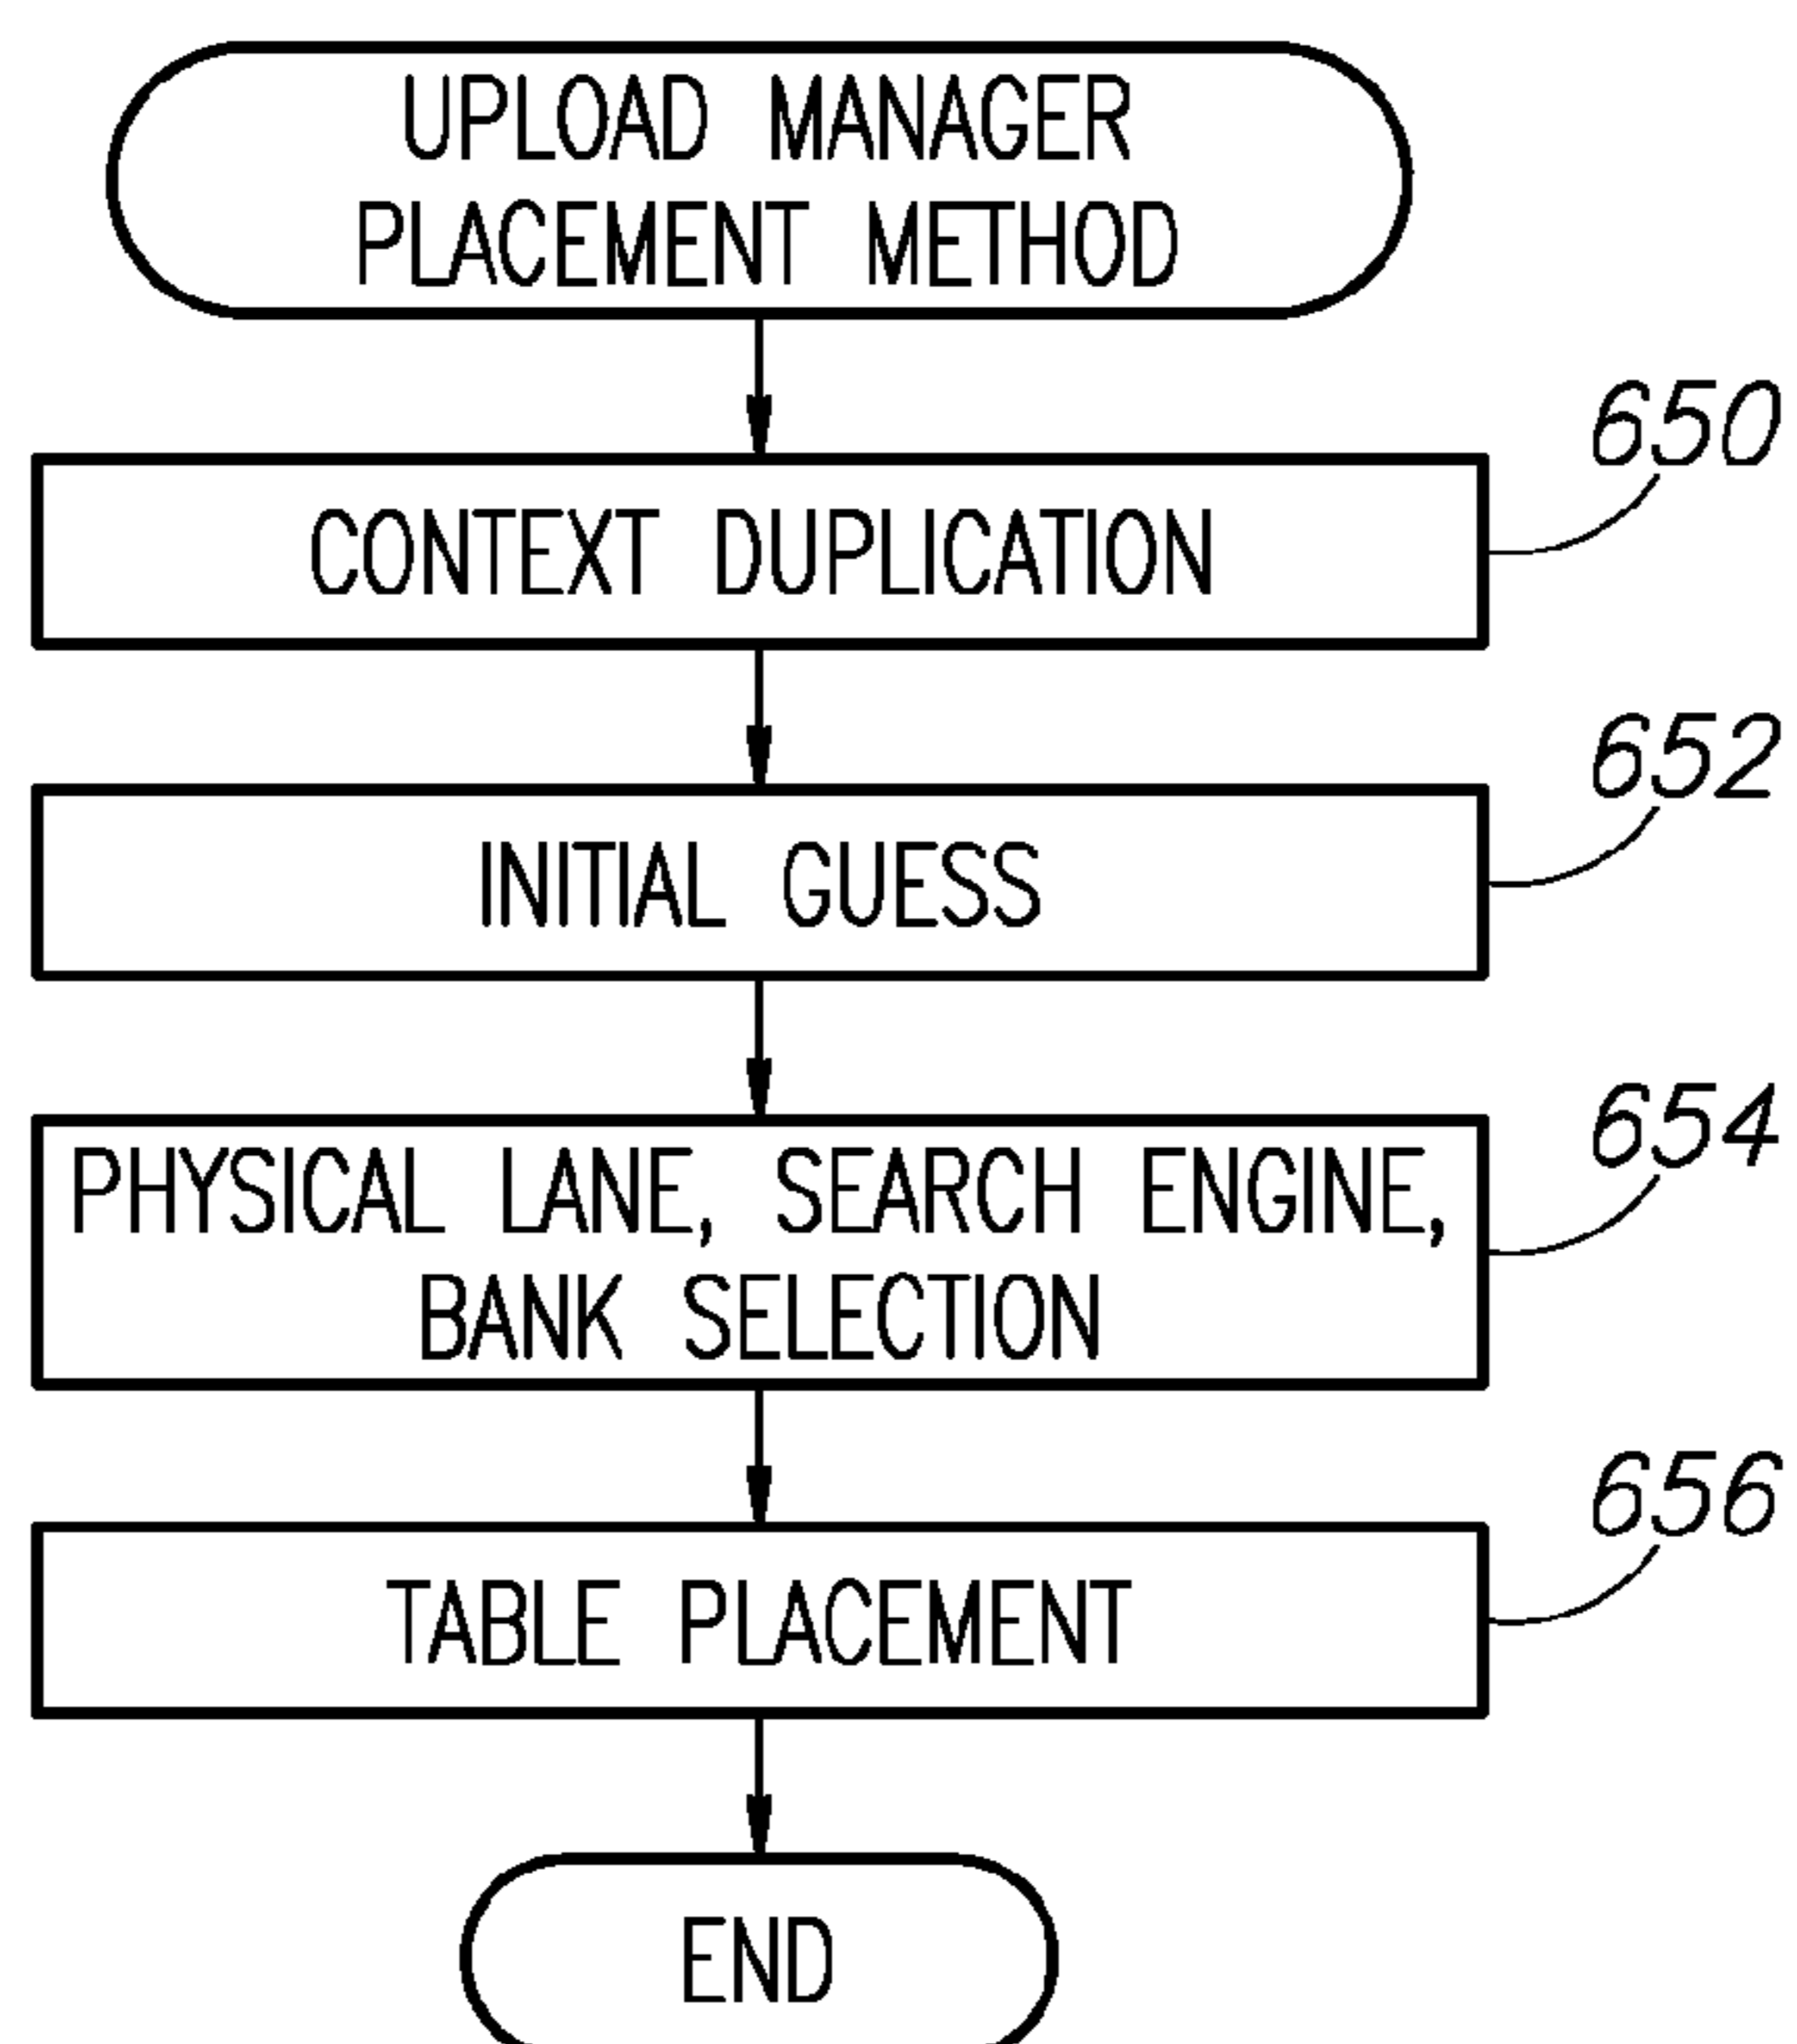 UPLOAD MANAGER
PLACEMENT METHOD
650
CONTEXT DUPLICATION
652
INITIAL GUESS
654
PHYSICAL LANE, SEARCH ENGINE,
BANK SELECTION
656
TABLE PLACEMENT
END